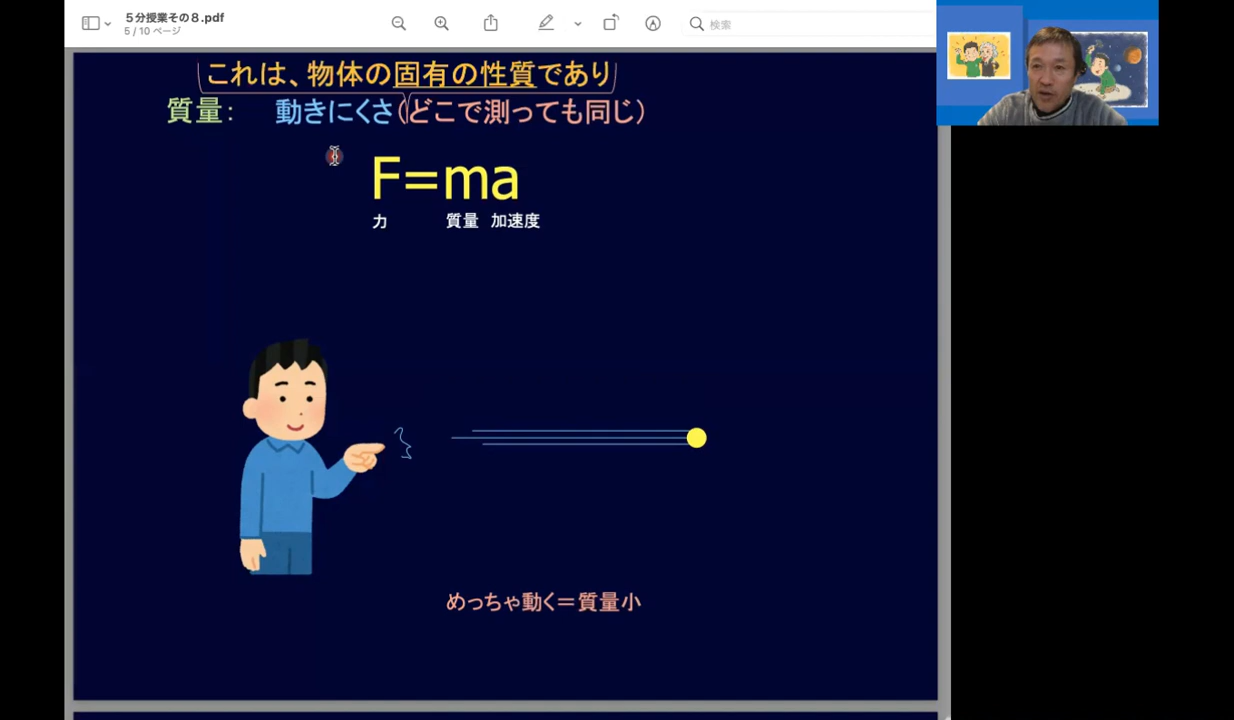 ５分授業その８.pdf
5 / 10 ページ
検索
これは、物体の固有の性質であり
質量： 動きにくさ(どこで測っても同じ)
F=ma
力 質量 加速度
めっちゃ動く＝質量小